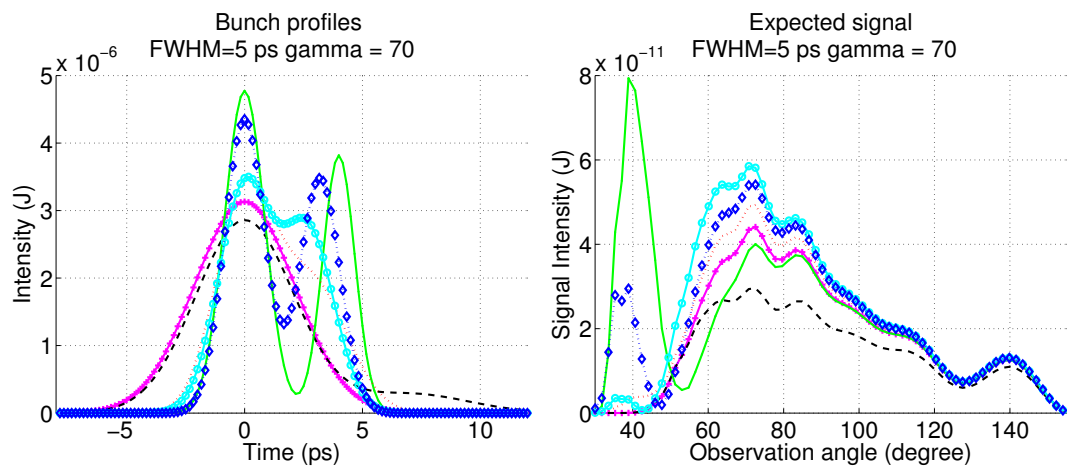 Bunch profiles
FWHM=5 ps gamma = 70
x 10−6
5
4
3
2
1
0
Intensity (J)
−5
0
5
10
Time (ps)
Expected signal
FWHM=5 ps gamma = 70
x 10−11
8
6
4
2
0
Signal Intensity (J)
40
60
80
100
120
140
Observation angle (degree)